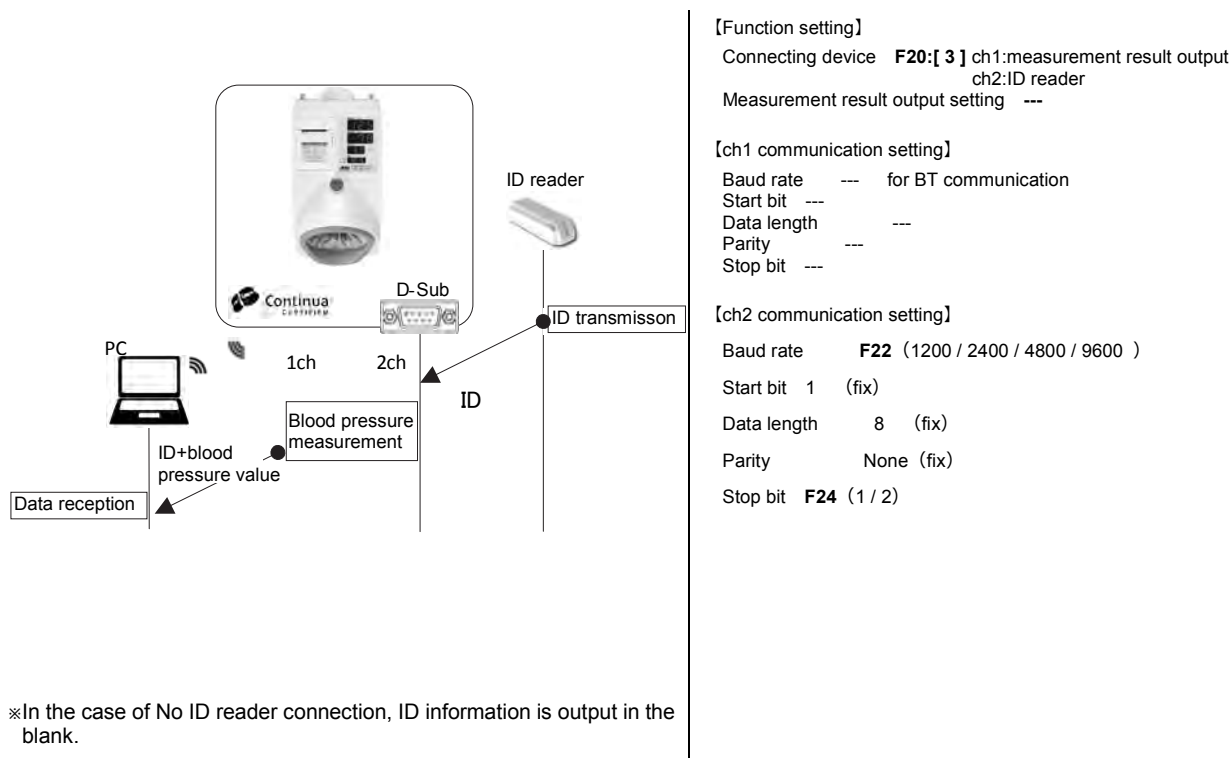 ID reader
Continua
CERTIFIED
D-Sub
ID transmisson
PC
1ch 2ch
ID
Blood pressure
measurement
ID+blood
pressure value
Data reception
※In the case of No ID reader connection, ID information is output in the
blank.
【Function setting】
Connecting device F20:[ 3 ] ch1:measurement result output
ch2:ID reader
Measurement result output setting ---
【ch1 communication setting】
Baud rate --- for BT communication
Start bit ---
Data length ---
Parity ---
Stop bit ---
【ch2 communication setting】
Baud rate F22（1200 / 2400 / 4800 / 9600 ）
Start bit 1 （fix）
Data length 8 （fix）
Parity None（fix）
Stop bit F24（1 / 2）